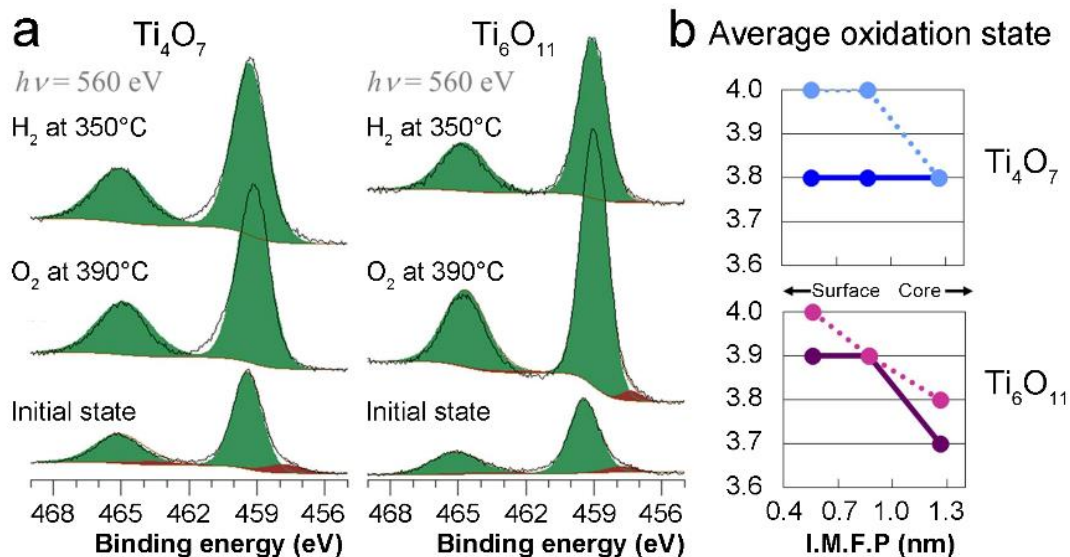 a
Ti₄O₇
Ti₆O₁₁
b Average oxidation state
hν = 560 eV
hν = 560 eV
H₂ at 350°C
H₂ at 350°C
O₂ at 390°C
O₂ at 390°C
Initial state
Initial state
468 465 462 459 456
468 465 462 459 456
Binding energy (eV)
Binding energy (eV)
4.0
3.9
3.8
3.7
3.6
Ti₄O₇
Surface Core
4.0
3.9
3.8
3.7
3.6
Ti₆O₁₁
0.4 0.7 1.0 1.3
I.M.F.P (nm)